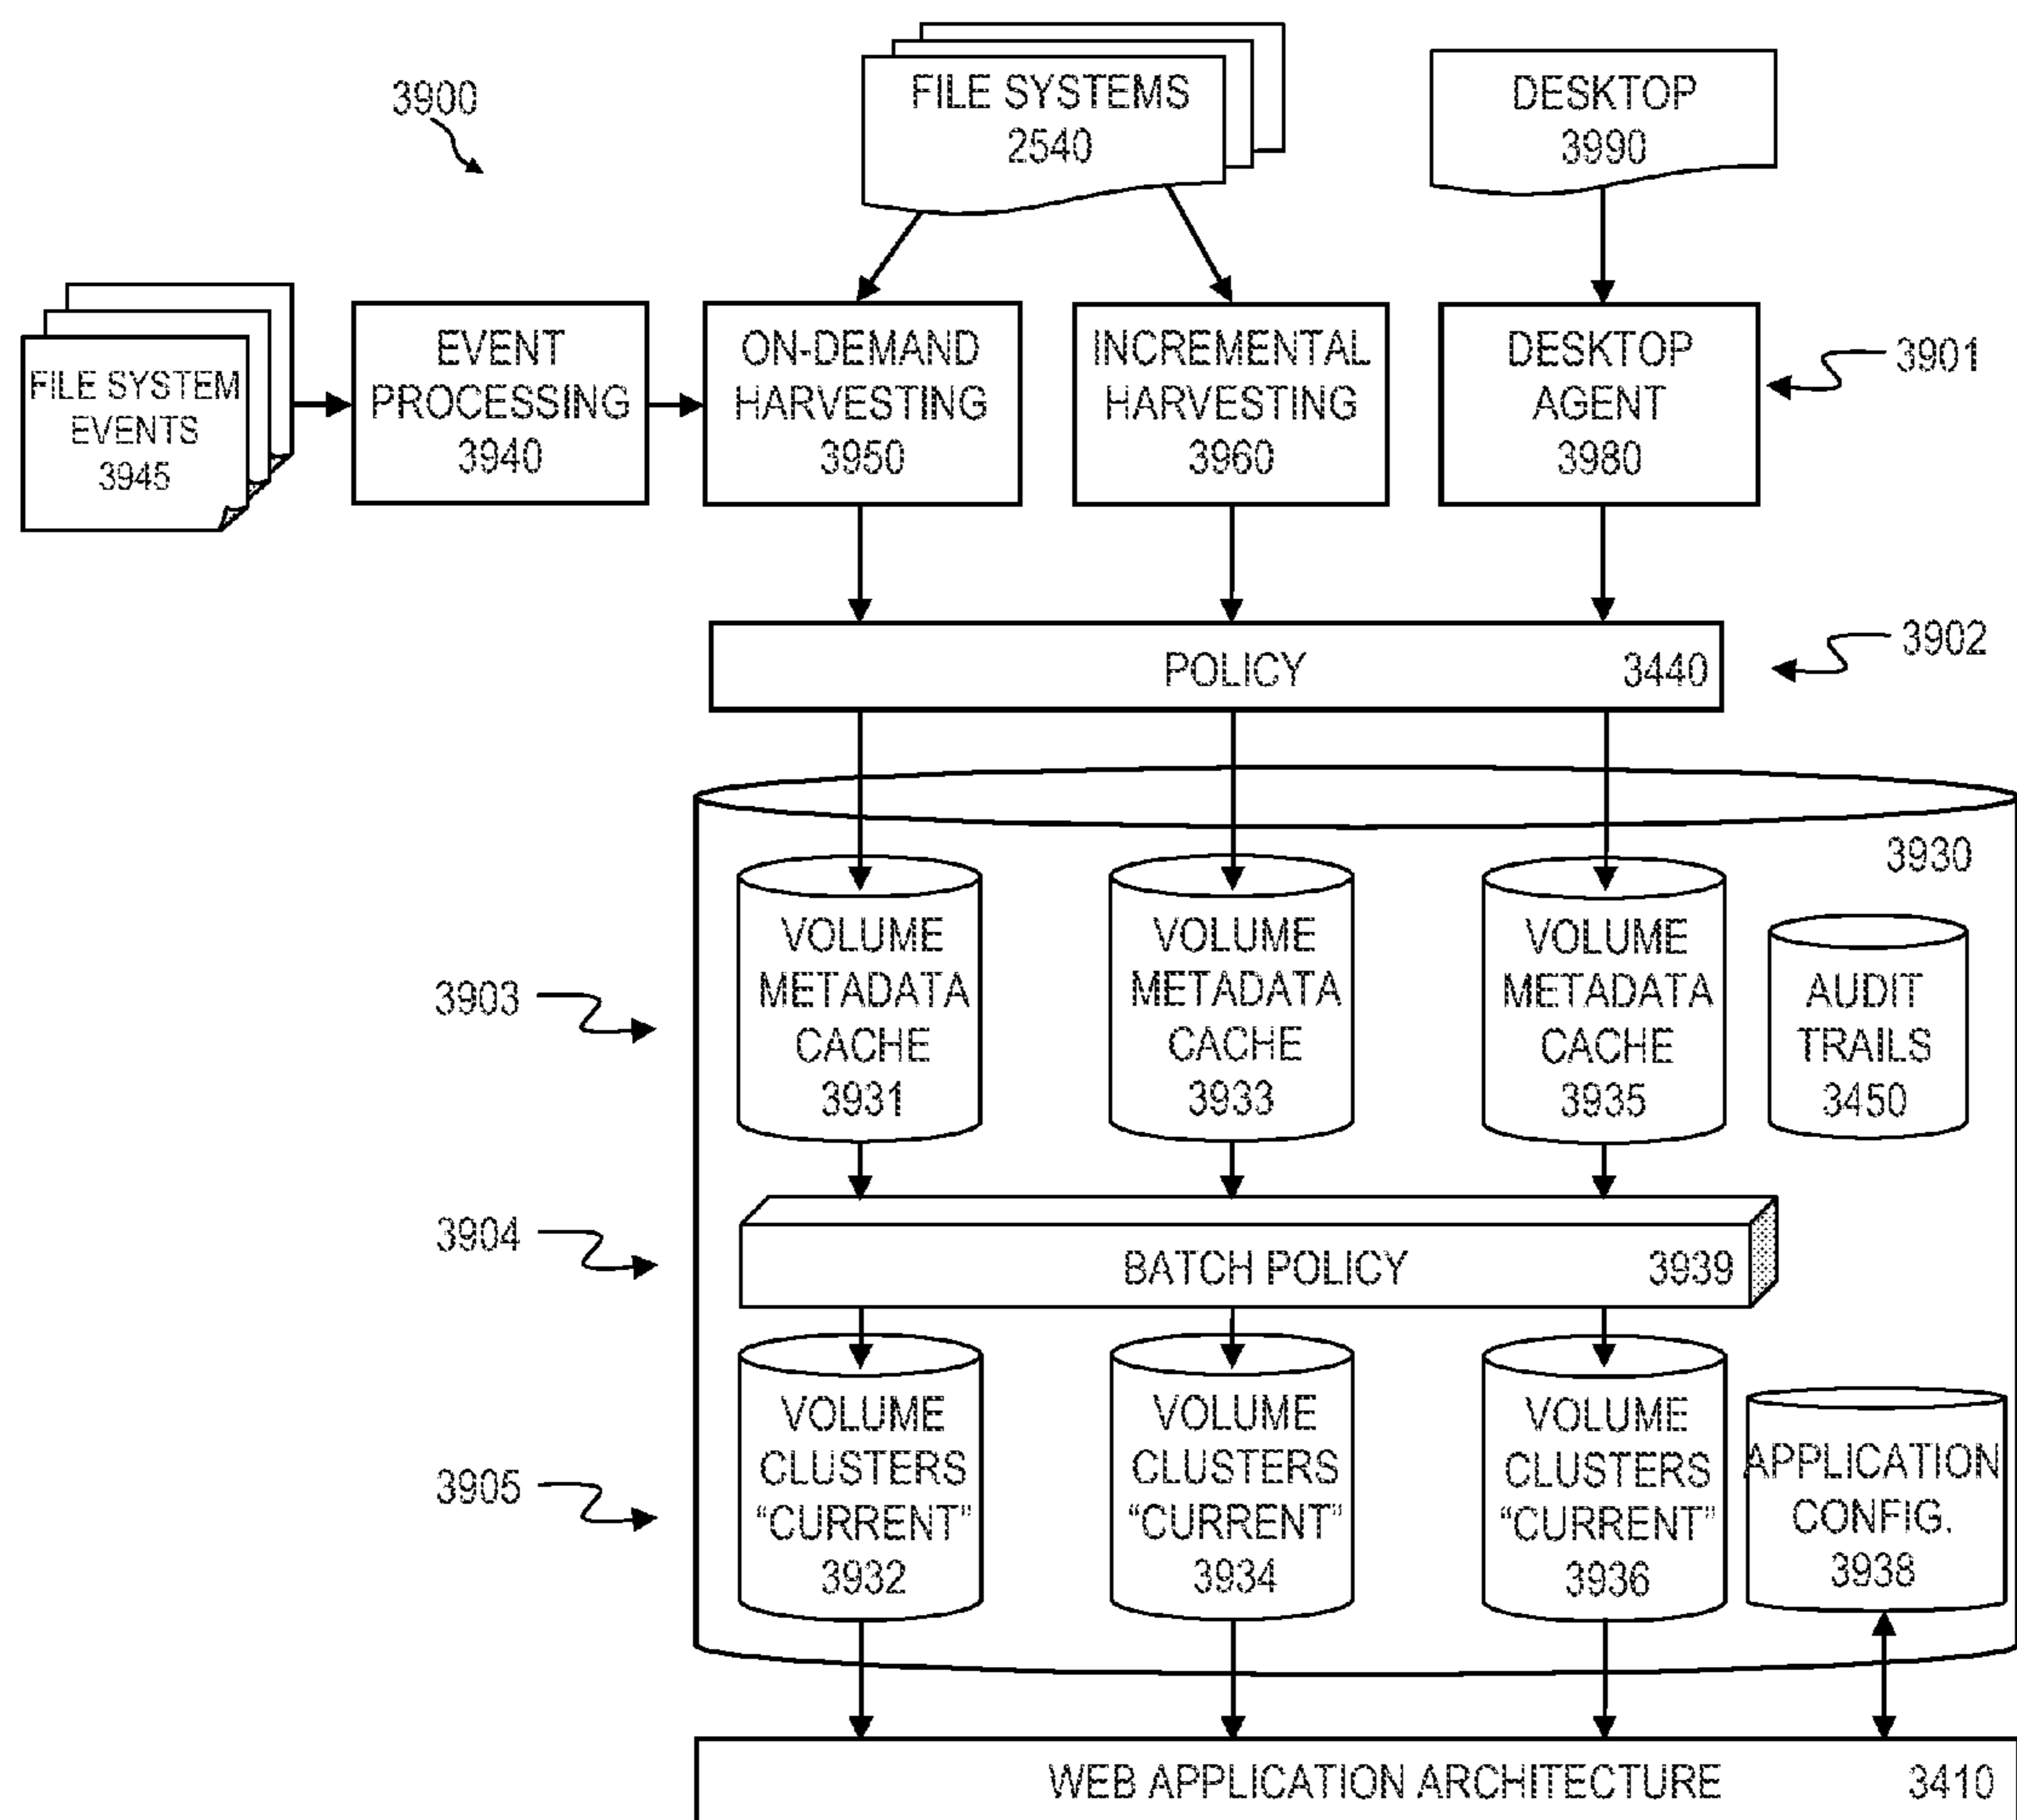 3900
FILE SYSTEMS
2540
DESKTOP
3990
FILE SYSTEM
EVENTS
3945
EVENT
PROCESSING
3940
ON-DEMAND
HARVESTING
3950
INCREMENTAL
HARVESTING
3960
DESKTOP
AGENT
3980
3901
POLICY 3440
3902
3930
3903
VOLUME
METADATA
CACHE
3931
VOLUME
METADATA
CACHE
3933
VOLUME
METADATA
CACHE
3935
AUDIT
TRAILS
3450
3904
BATCH POLICY 3939
3905
VOLUME
CLUSTERS
“CURRENT”
3932
VOLUME
CLUSTERS
“CURRENT”
3934
VOLUME
CLUSTERS
“CURRENT”
3936
APPLICATION
CONFIG.
3938
WEB APPLICATION ARCHITECTURE 3410